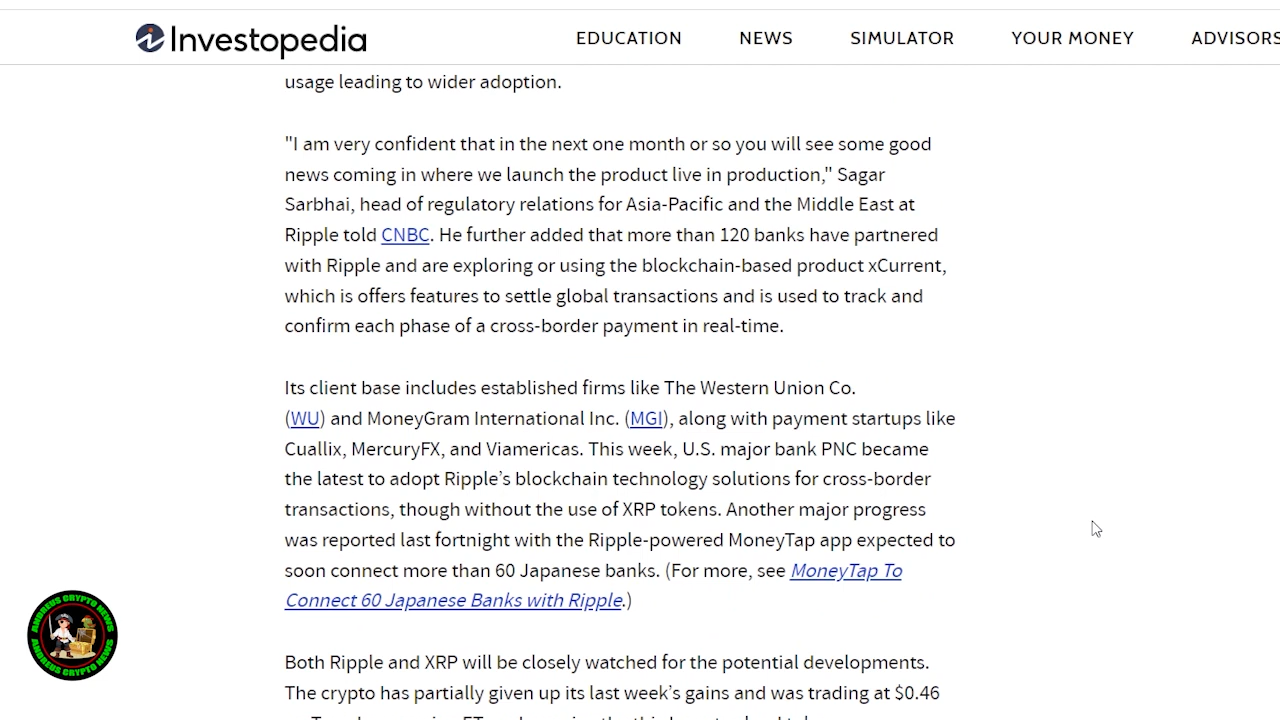 Investopedia
EDUCATION NEWS SIMULATOR YOUR MONEY ADVISORS
usage leading to wider adoption.
"I am very confident that in the next one month or so you will see some good
news coming in where we launch the product live in production," Sagar
Sarbhai, head of regulatory relations for Asia-Pacific and the Middle East at
Ripple told CNBC. He further added that more than 120 banks have partnered
with Ripple and are exploring or using the blockchain-based product xCurrent,
which is offers features to settle global transactions and is used to track and
confirm each phase of a cross-border payment in real-time.
Its client base includes established firms like The Western Union Co.
(WU) and MoneyGram International Inc. (MGI), along with payment startups like
Cuallix, MercuryFX, and Viamericas. This week, U.S. major bank PNC became
the latest to adopt Ripple’s blockchain technology solutions for cross-border
transactions, though without the use of XRP tokens. Another major progress
was reported last fortnight with the Ripple-powered MoneyTap app expected to
soon connect more than 60 Japanese banks. (For more, see MoneyTap To
Connect 60 Japanese Banks with Ripple.)
ANDREUS CRYPTO NEWS
ANDREUS CRYPTO NEWS
Both Ripple and XRP will be closely watched for the potential developments.
The crypto has partially given up its last week’s gains and was trading at $0.46